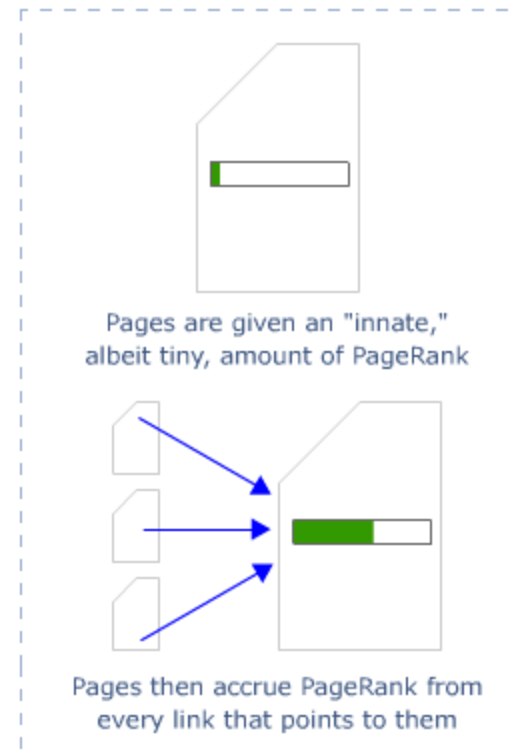 Pages are given an "innate,"
albeit tiny, amount of PageRank
Pages then accrue PageRank from
every link that points to them